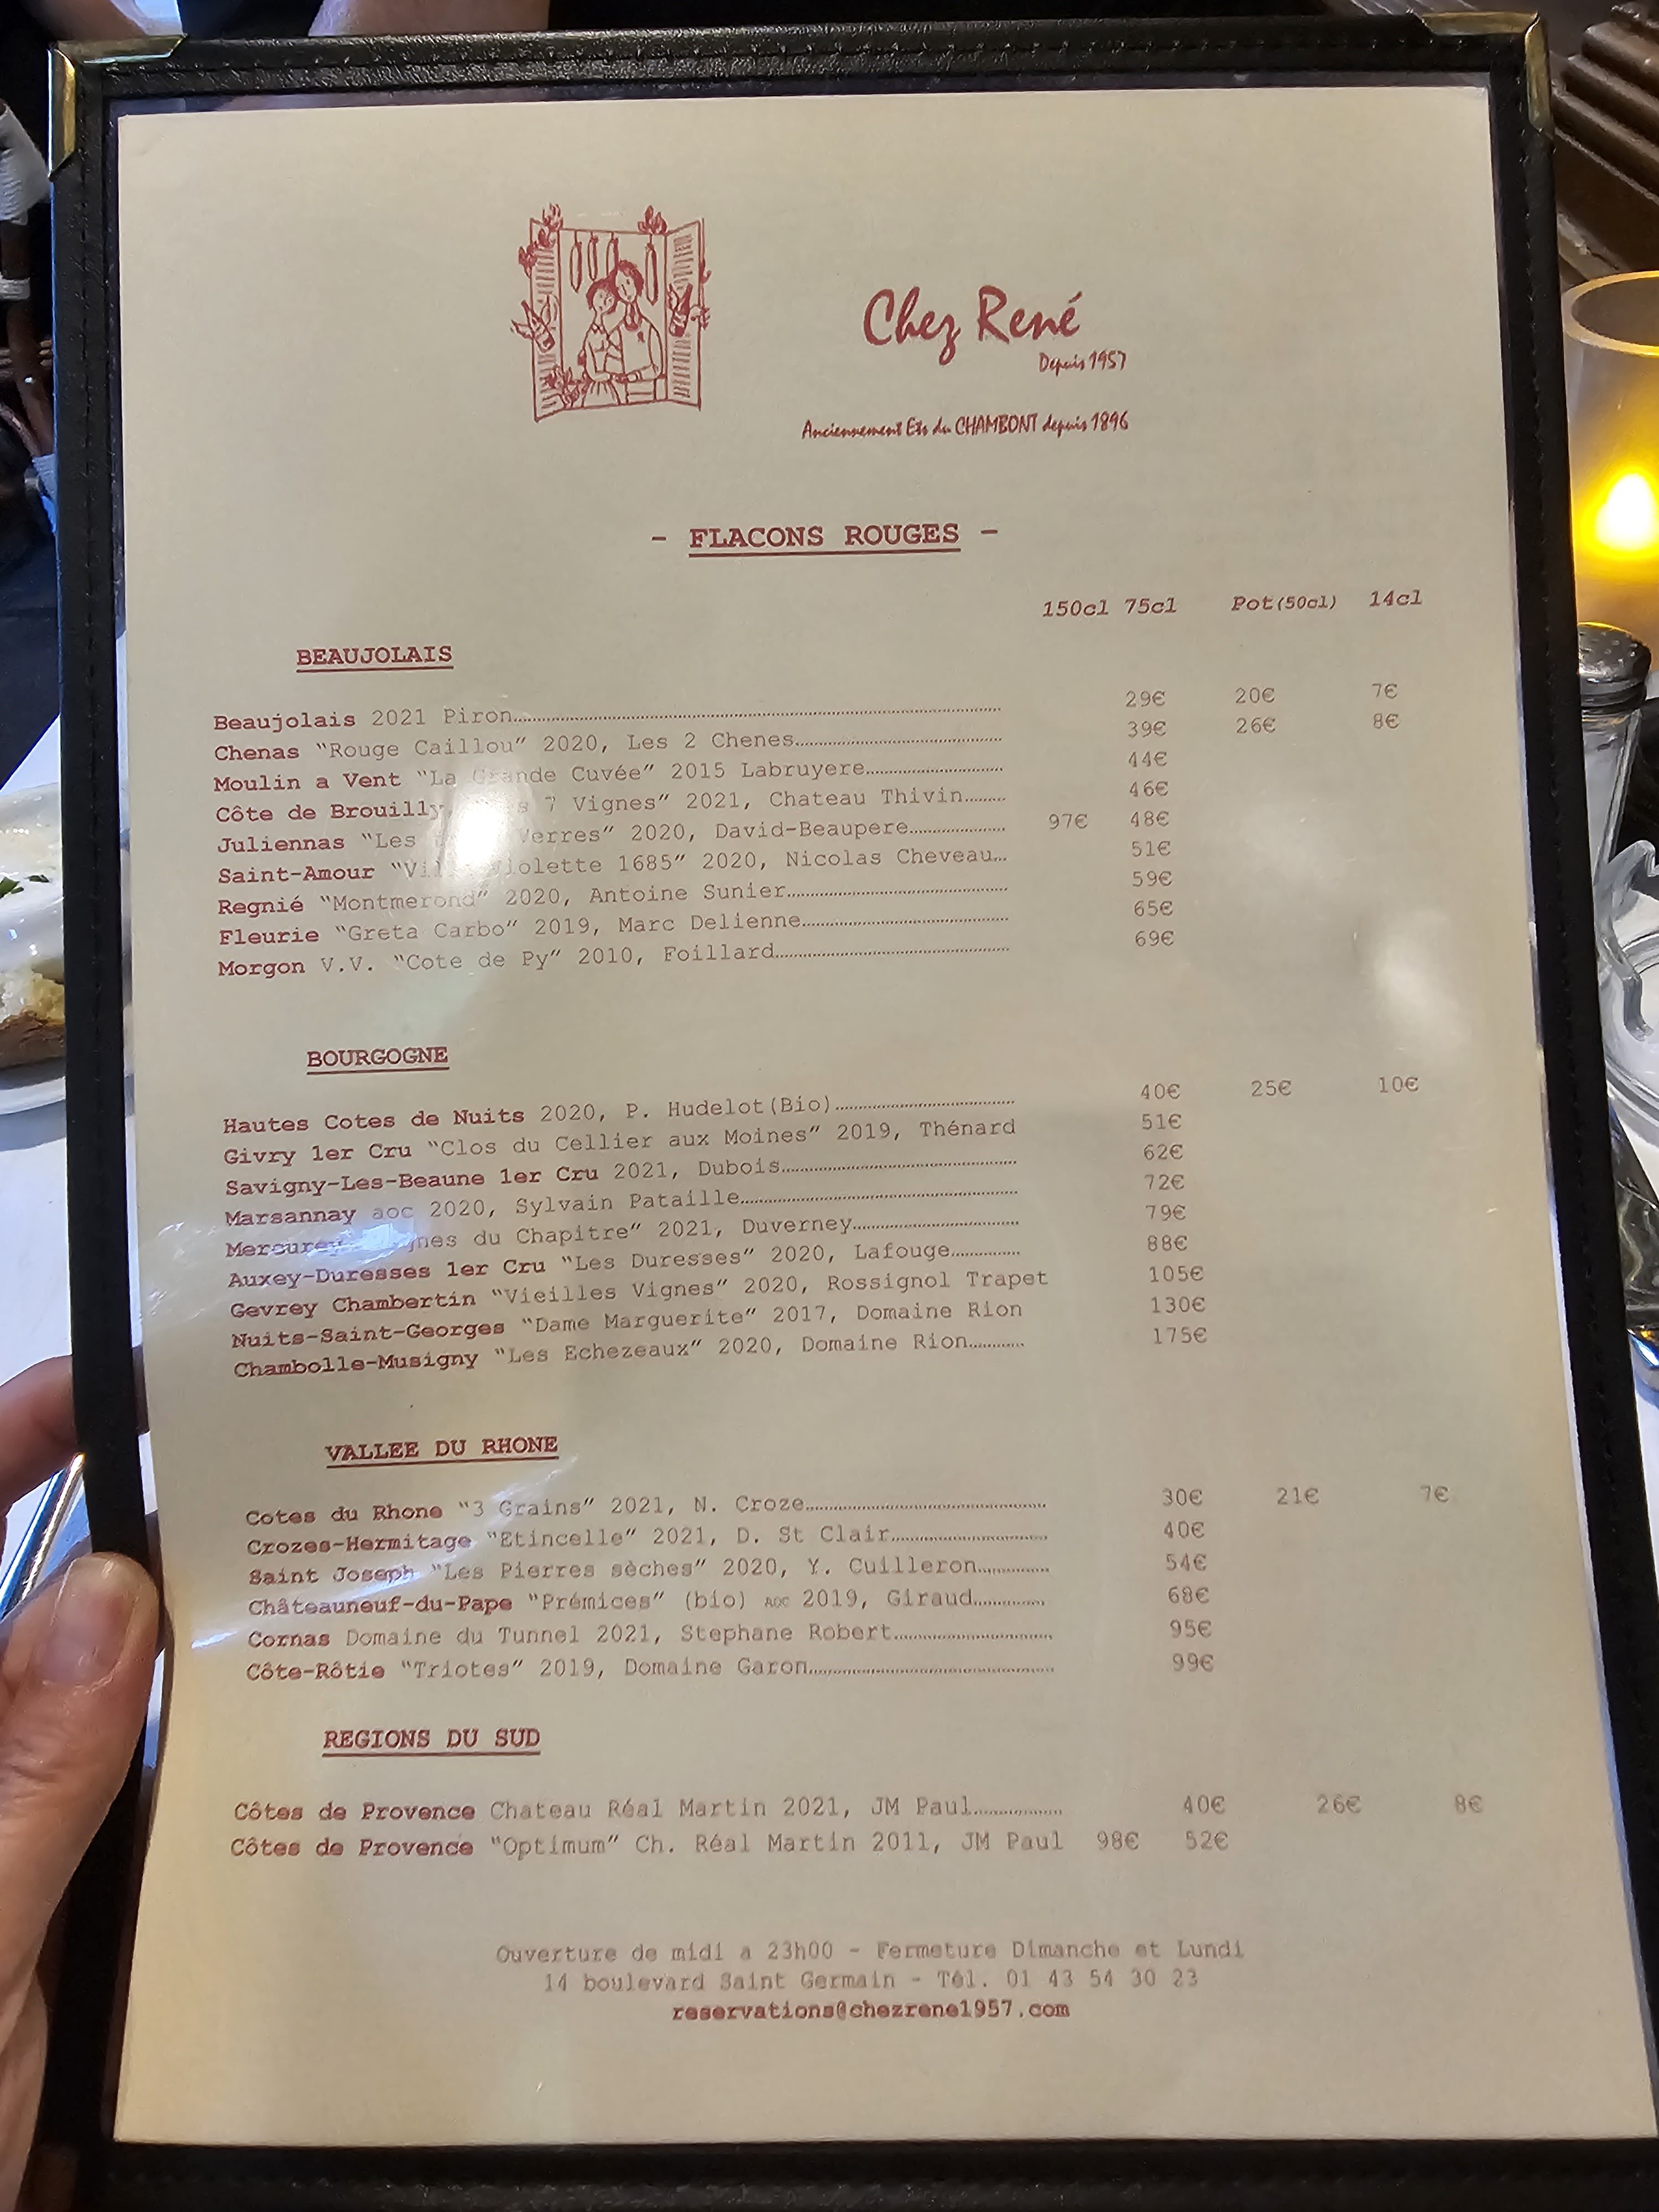 Chez René
Depuis 1957
Anciennement Ets du CHAMBONT depuis 1896
- FLACONS ROUGES -
150cl 75cl Pot(50cl) 14cl
BEAUJOLAIS
Beaujolais 2021 Piron 29€ 20€ 7€
Chenas “Rouge Caillou” 2020, Les 2 Chenes 39€ 26€ 8€
Moulin a Vent “La Grande Cuvée” 2015 Labruyere 44€
Côte de Brouilly, 7 Vignes” 2021, Chateau Thivin 46€
Juliennas “Les Verres” 2020, David-Beaupere 97€ 48€
Saint-Amour Violette 1685” 2020, Nicolas Cheveau 51€
Regnié “Montmerond” 2020, Antoine Sunier 59€
Fleurie “Greta Carbo” 2019, Marc Delienne 65€
Morgon V.V. “Cote de Py” 2010, Foillard 69€
BOURGOGNE
Hautes Cotes de Nuits 2020, P. Hudelot(Bio) 40€ 25€ 10€
Givry 1er Cru “Clos du Cellier aux Moines” 2019, Thénard 51€
Savigny-Les-Beaune 1er Cru 2021, Dubois 62€
Marsannay aoc 2020, Sylvain Pataille 72€
Mercurey du Chapitre” 2021, Duverney 79€
Auxey-Duresses 1er Cru “Les Duresses” 2020, Lafouge 88€
Gevrey Chambertin “Vieilles Vignes” 2020, Rossignol Trapet 105€
Nuits-Saint-Georges “Dame Marguerite” 2017, Domaine Rion 130€
Chambolle-Musigny “Les Echezeaux” 2020, Domaine Rion 175€
VALLEE DU RHONE
Cotes du Rhone “3 Grains” 2021, N. Croze 30€ 21€ 7€
Crozes-Hermitage “Etincelle” 2021, D. St Clair 40€
Saint Joseph “Les Pierres sèches” 2020, Y. Cuilleron 54€
Châteauneuf-du-Pape “Prémices” (bio) AOC 2019, Giraud 68€
Cornas Domaine du Tunnel 2021, Stephane Robert 95€
Côte-Rôtie “Triotes” 2019, Domaine Garon 99€
REGIONS DU SUD
Côtes de Provence Chateau Réal Martin 2021, JM Paul 40€ 26€ 8€
Côtes de Provence “Optimum” Ch. Réal Martin 2011, JM Paul 98€ 52€
Ouverture de midi a 23h00 - Fermeture Dimanche et Lundi
14 boulevard Saint Germain - Tél. 01 43 54 30 23
reservations@chezrene1957.com